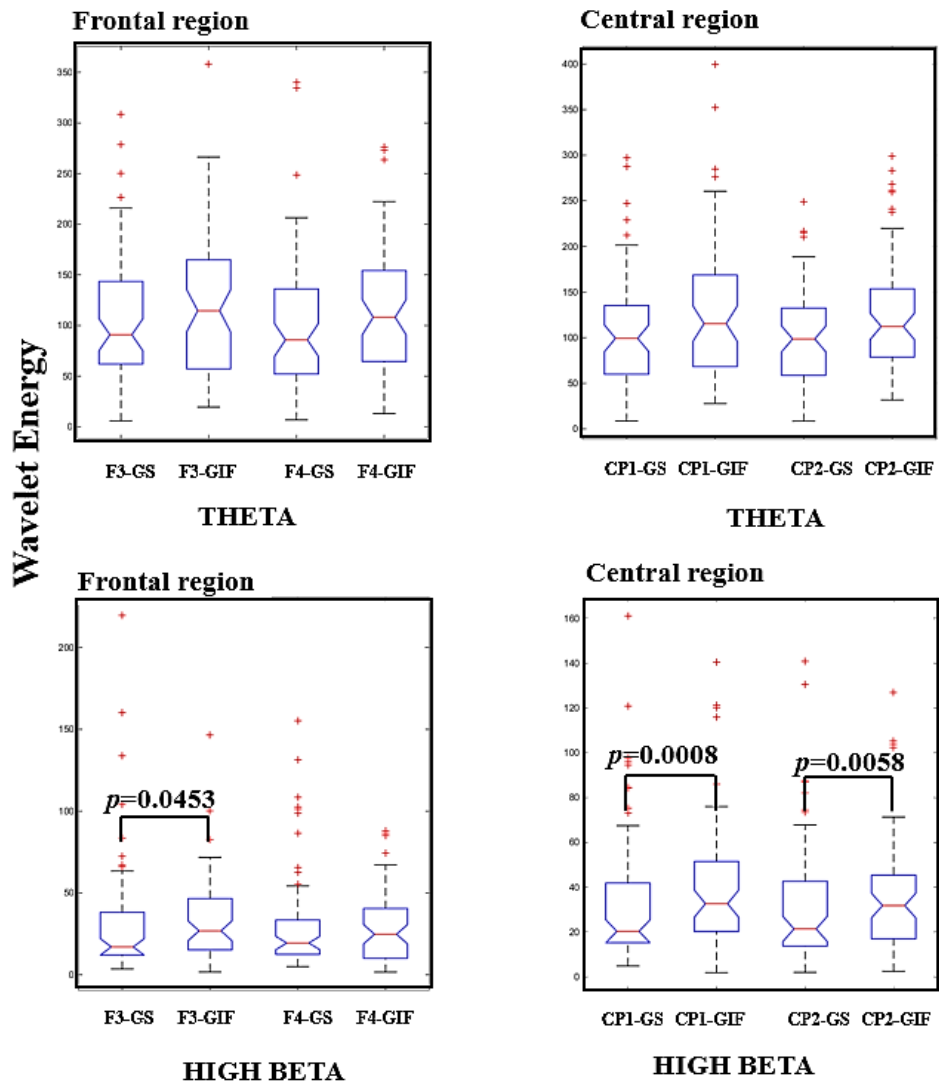 Frontal region
350
300
250
200
150
100
50
0
F3-GS F3-GIF F4-GS F4-GIF
THETA
Central region
400
350
300
250
200
150
100
50
0
CP1-GS CP1-GIF CP2-GS CP2-GIF
THETA
Wavelet Energy
Frontal region
200
150
100
50
0
p=0.0453
F3-GS F3-GIF F4-GS F4-GIF
HIGH BETA
Central region
160
140
120
100
80
60
40
20
0
p=0.0008
p=0.0058
CP1-GS CP1-GIF CP2-GS CP2-GIF
HIGH BETA